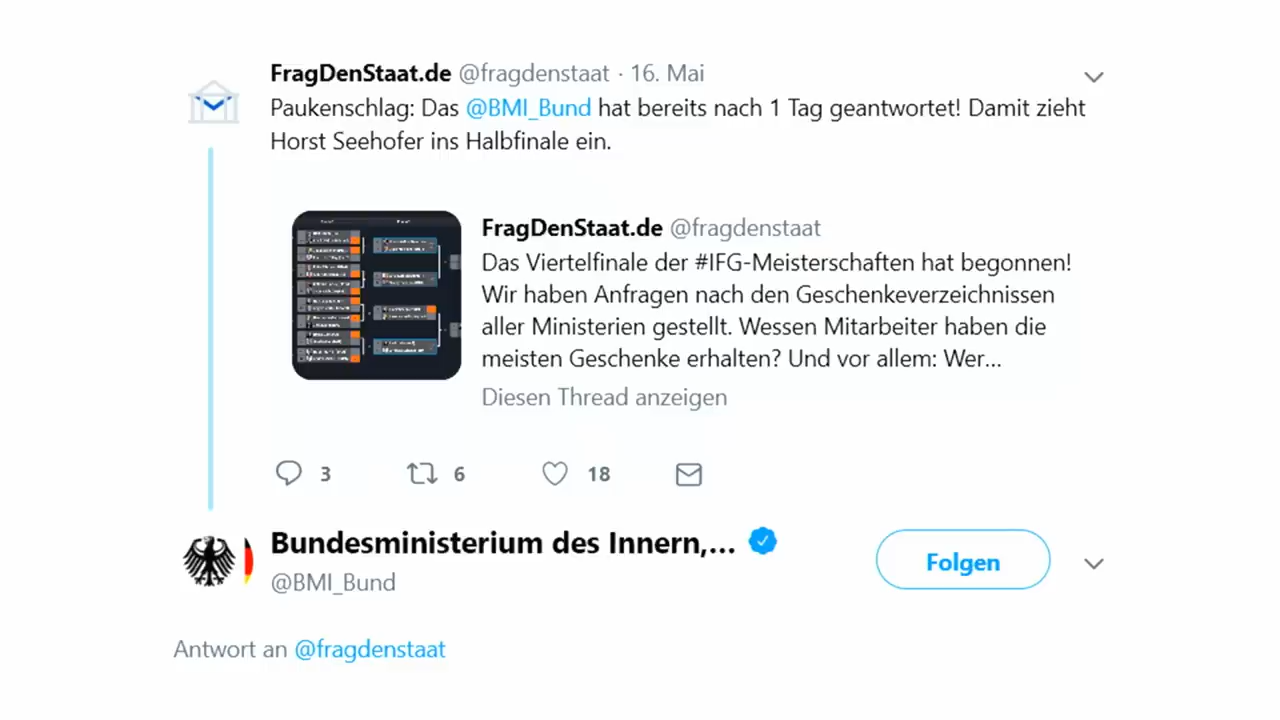 FragDenStaat.de @fragdenstaat · 16. Mai
Paukenschlag: Das @BMI_Bund hat bereits nach 1 Tag geantwortet! Damit zieht
Horst Seehofer ins Halbfinale ein.
FragDenStaat.de @fragdenstaat
Das Viertelfinale der #IFG-Meisterschaften hat begonnen!
Wir haben Anfragen nach den Geschenkeverzeichnissen
aller Ministerien gestellt. Wessen Mitarbeiter haben die
meisten Geschenke erhalten? Und vor allem: Wer...
Diesen Thread anzeigen
3 6 18
Bundesministerium des Innern,...
Folgen
@BMI_Bund
Antwort an @fragdenstaat